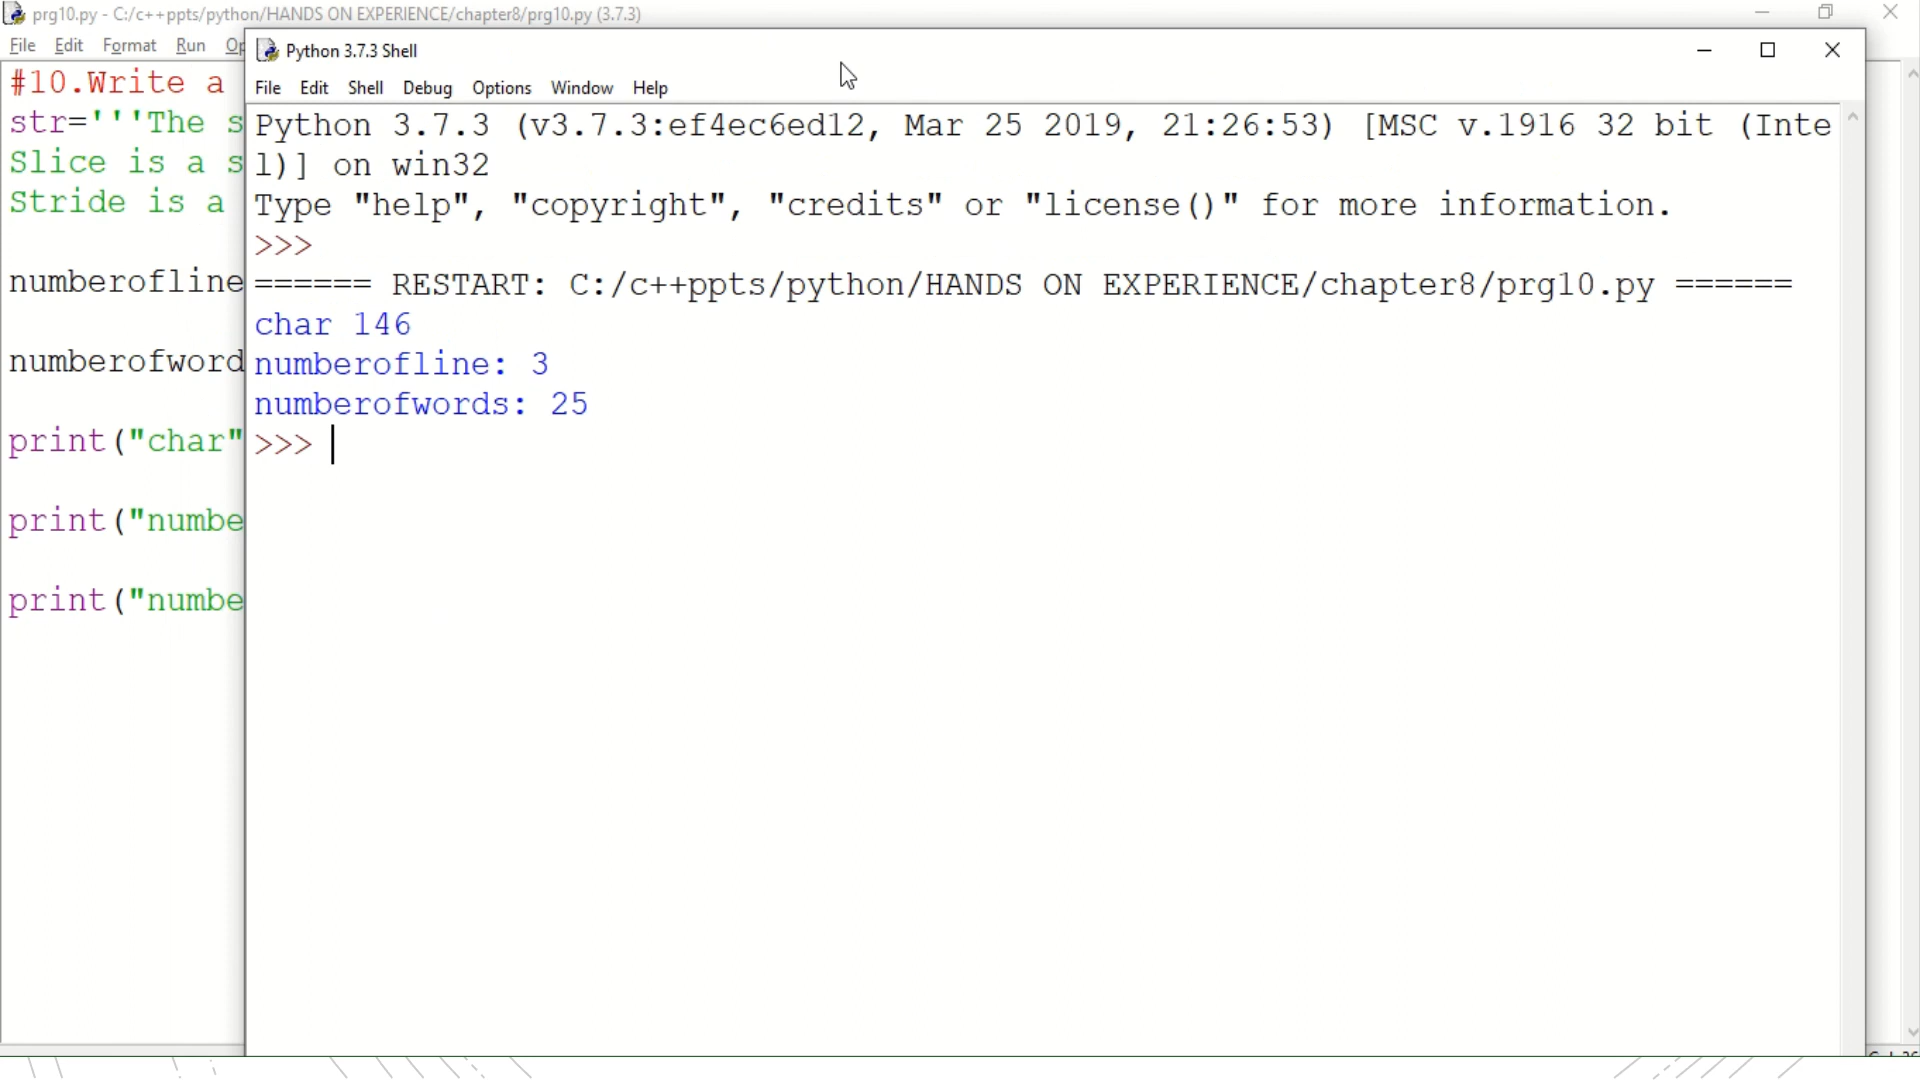 prg10.py - C:/c++ppts/python/HANDS ON EXPERIENCE/chapter8/prg10.py (3.7.3)
File Edit Format Run Op
#10.Write a
str='''The s
Slice is a s
Stride is a
numberofline
numberofword
print("char"
print("numbe
print("numbe
Python 3.7.3 Shell
File Edit Shell Debug Options Window Help
Python 3.7.3 (v3.7.3:ef4ec6ed12, Mar 25 2019, 21:26:53) [MSC v.1916 32 bit (Inte
l)] on win32
Type "help", "copyright", "credits" or "license()" for more information.
>>>
====== RESTART: C:/c++ppts/python/HANDS ON EXPERIENCE/chapter8/prg10.py ======
char 146
numberofline: 3
numberofwords: 25
>>>